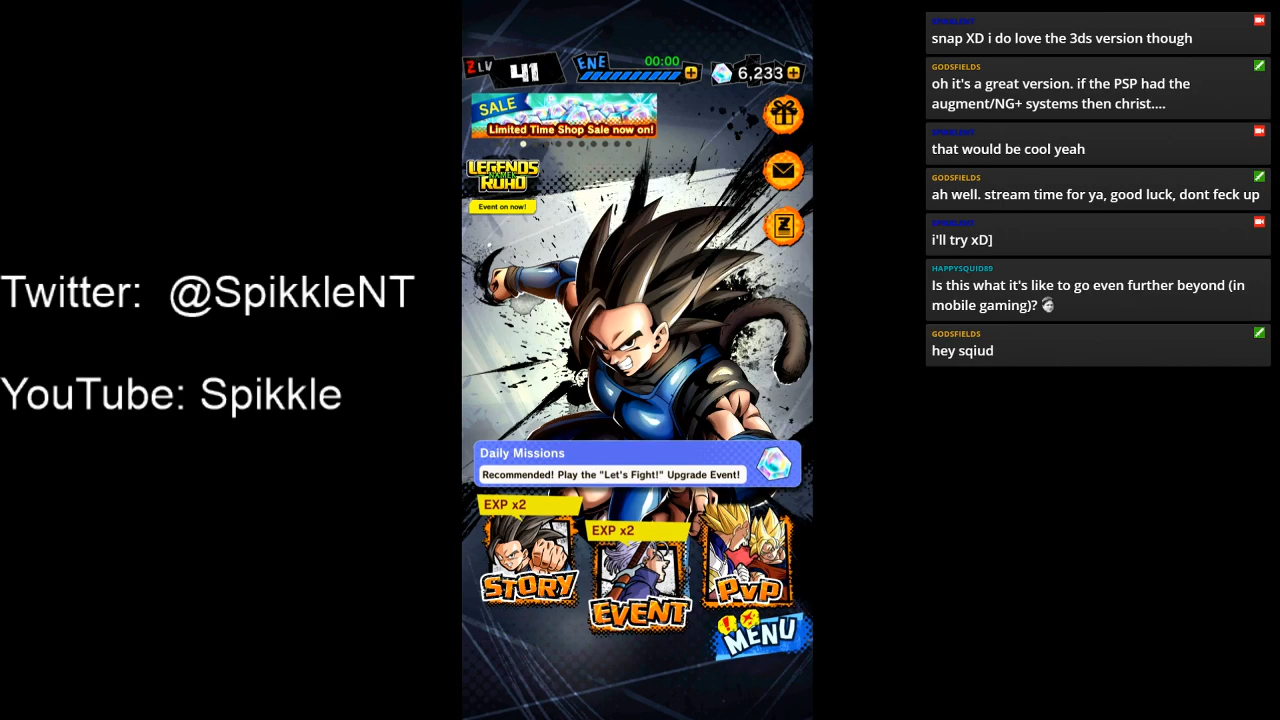 Twitter: @SpikkleNT
YouTube: Spikkle
Z LV 41
ENE 00:00
6,233
SALE
Limited Time Shop Sale now on!
LEGENDS
NAMEK
ROAD
Event on now!
Z
Daily Missions
Recommended! Play the "Let's Fight!" Upgrade Event!
EXP x2
EXP x2
STORY
EVENT
PvP
MENU
SPIKKLENT
snap XD i do love the 3ds version though
GODSFIELDS
oh it's a great version. if the PSP had the
augment/NG+ systems then christ....
SPIKKLENT
that would be cool yeah
GODSFIELDS
ah well. stream time for ya, good luck, dont feck up
SPIKKLENT
i'll try xD]
HAPPYSQUID89
Is this what it's like to go even further beyond (in
mobile gaming)?
GODSFIELDS
hey sqiud